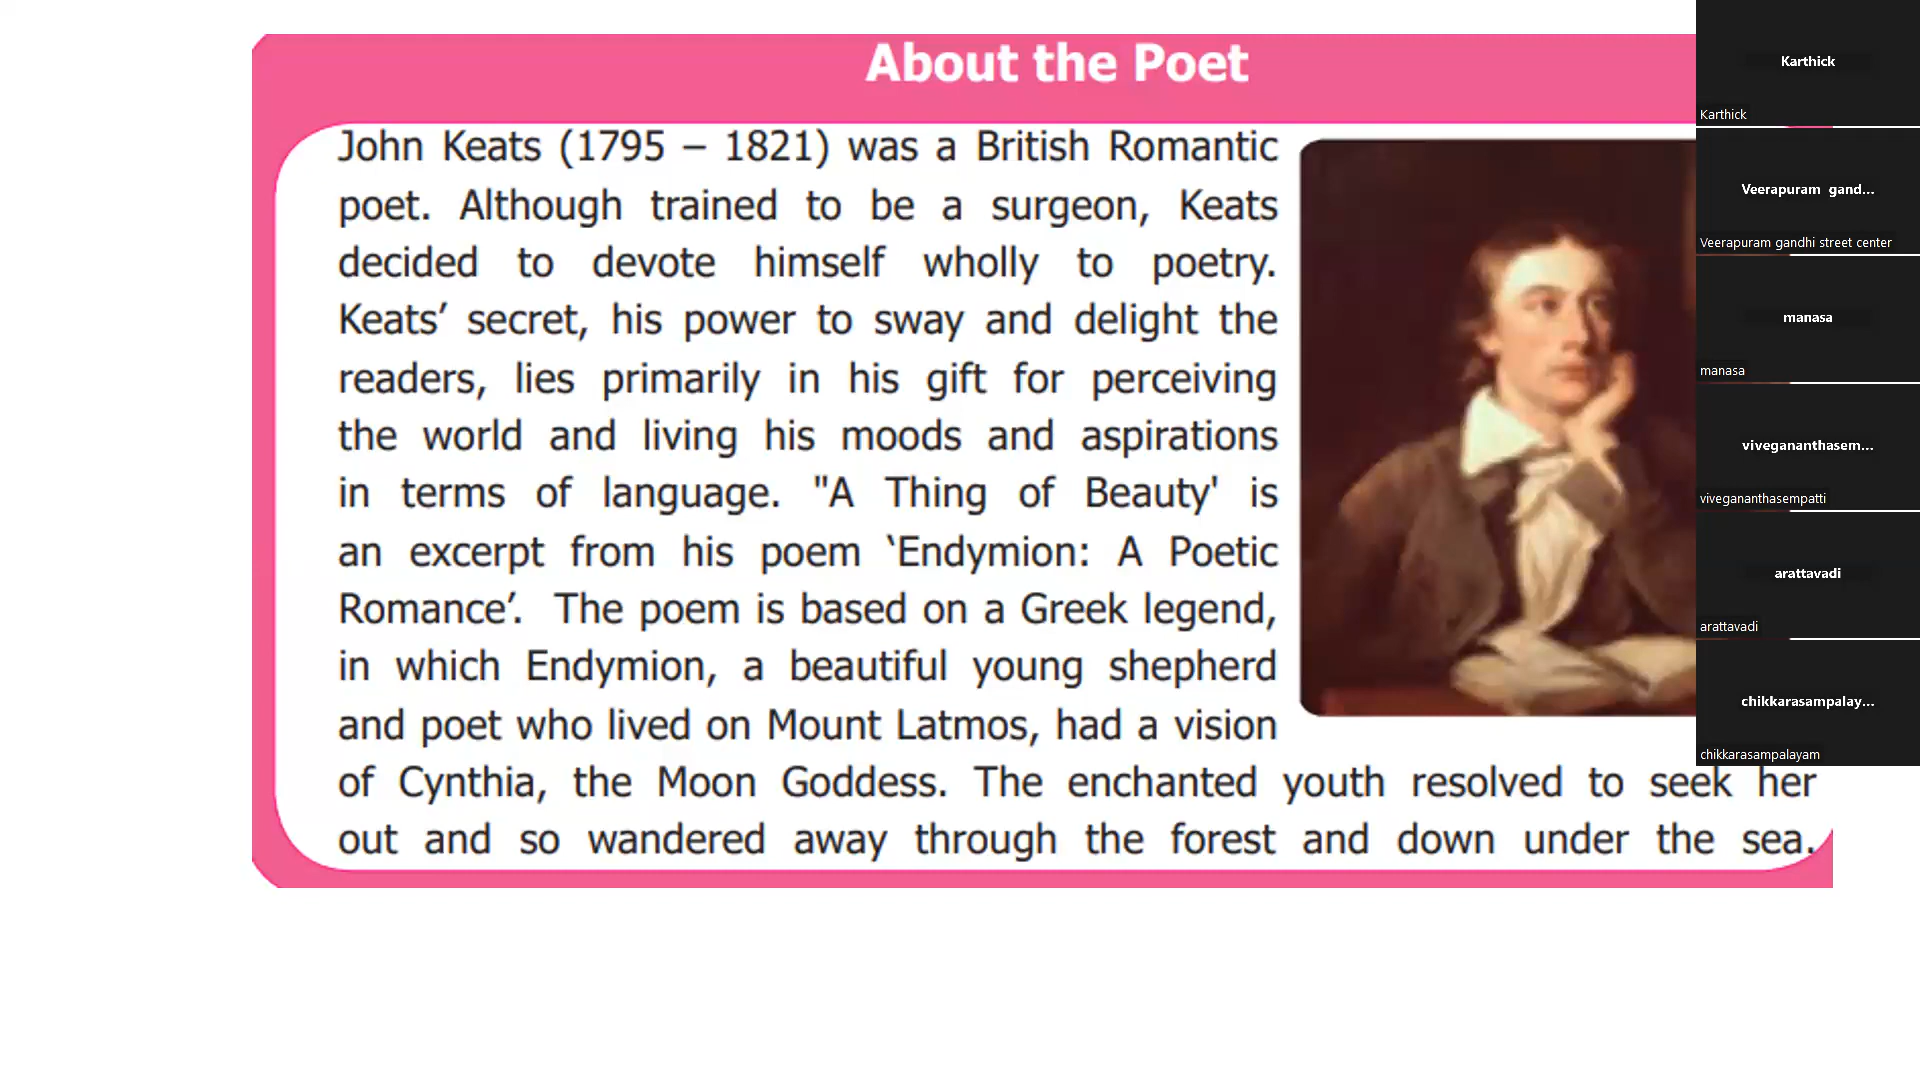 About the Poet
John Keats (1795 – 1821) was a British Romantic
poet. Although trained to be a surgeon, Keats
decided to devote himself wholly to poetry.
Keats’ secret, his power to sway and delight the
readers, lies primarily in his gift for perceiving
the world and living his moods and aspirations
in terms of language. "A Thing of Beauty' is
an excerpt from his poem ‘Endymion: A Poetic
Romance’. The poem is based on a Greek legend,
in which Endymion, a beautiful young shepherd
and poet who lived on Mount Latmos, had a vision
of Cynthia, the Moon Goddess. The enchanted youth resolved to seek her
out and so wandered away through the forest and down under the sea.
Karthick
Karthick
Veerapuram gand...
Veerapuram gandhi street center
manasa
manasa
vivegananthasem...
vivegananthasempatti
arattavadi
arattavadi
chikkarasampalay...
chikkarasampalayam